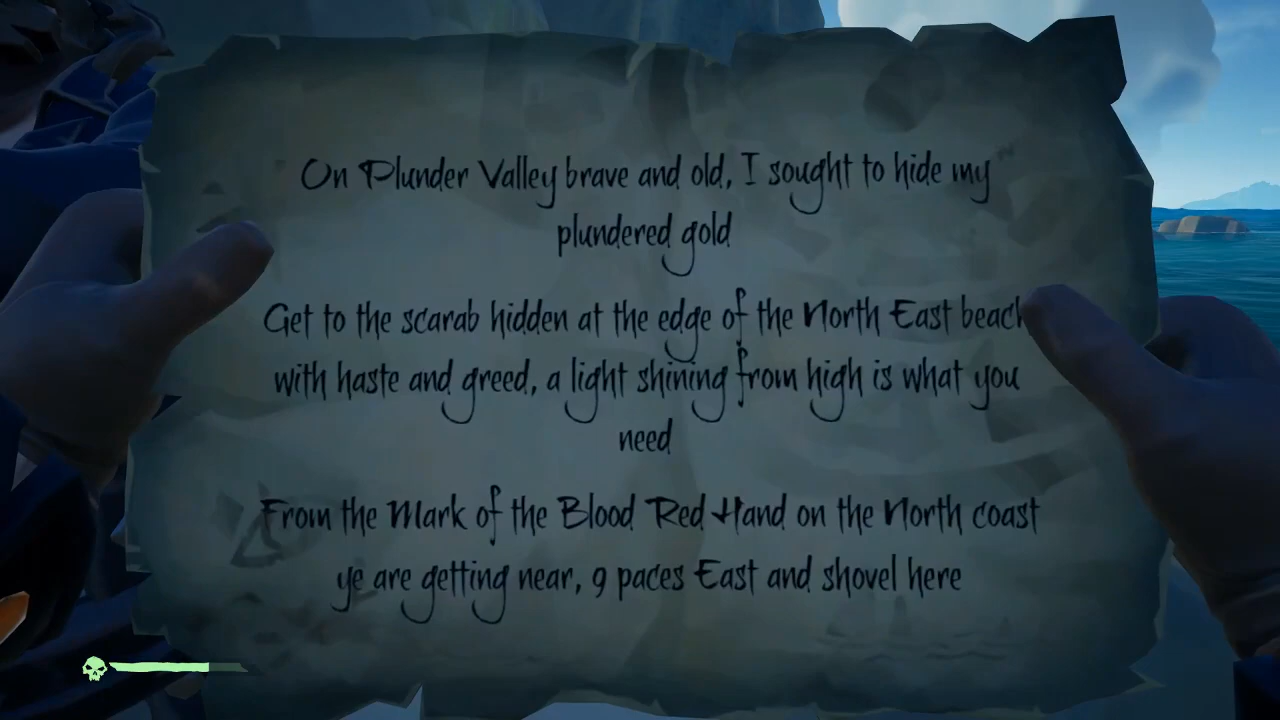 On Plunder Valley brave and old, I sought to hide my
plundered gold
Get to the scarab hidden at the edge of the North East beach
with haste and greed, a light shining from high is what you
need
From the Mark of the Blood Red Hand on the North coast
ye are getting near, 9 paces East and shovel here